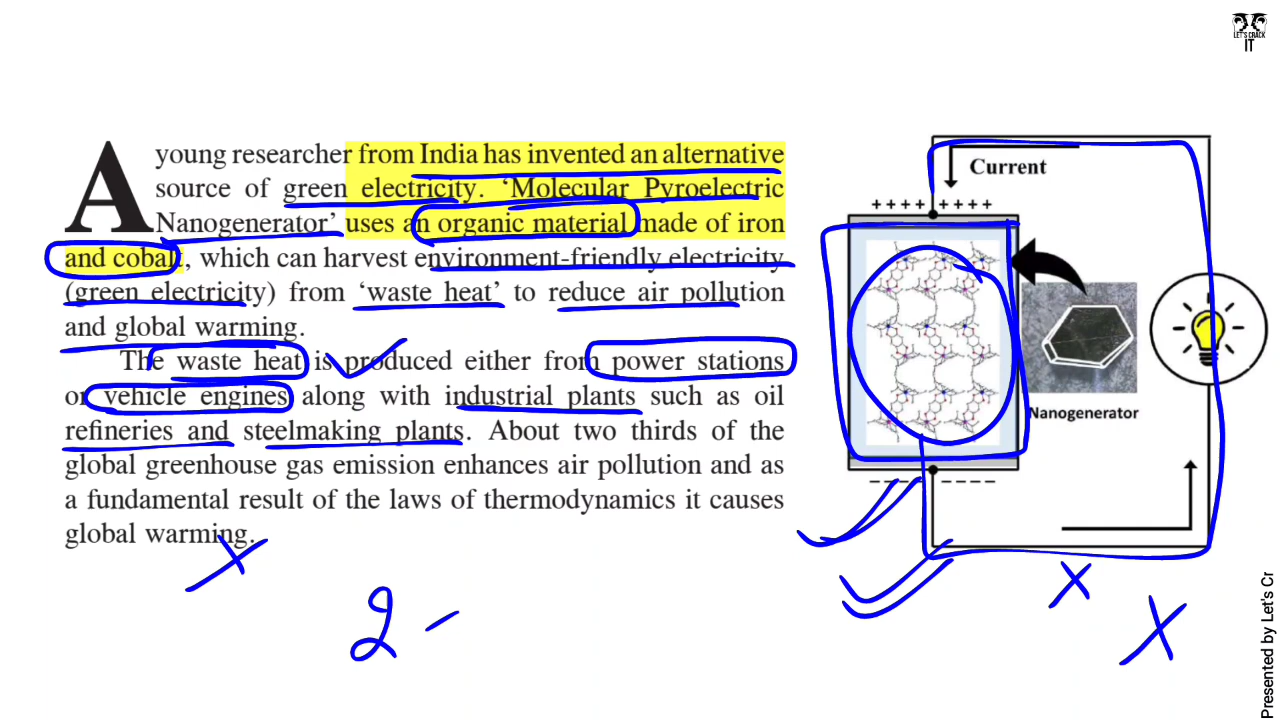 LET'S CRACK
IT
A young researcher from India has invented an alternative
source of green electricity. ‘Molecular Pyroelectric
Nanogenerator’ uses an organic material made of iron
and cobalt, which can harvest environment-friendly electricity
(green electricity) from ‘waste heat’ to reduce air pollution
and global warming.
The waste heat is produced either from power stations
or vehicle engines along with industrial plants such as oil
refineries and steelmaking plants. About two thirds of the
global greenhouse gas emission enhances air pollution and as
a fundamental result of the laws of thermodynamics it causes
global warming.
2 -
Current
++++ ++++
Nanogenerator
Presented by Let's Cr